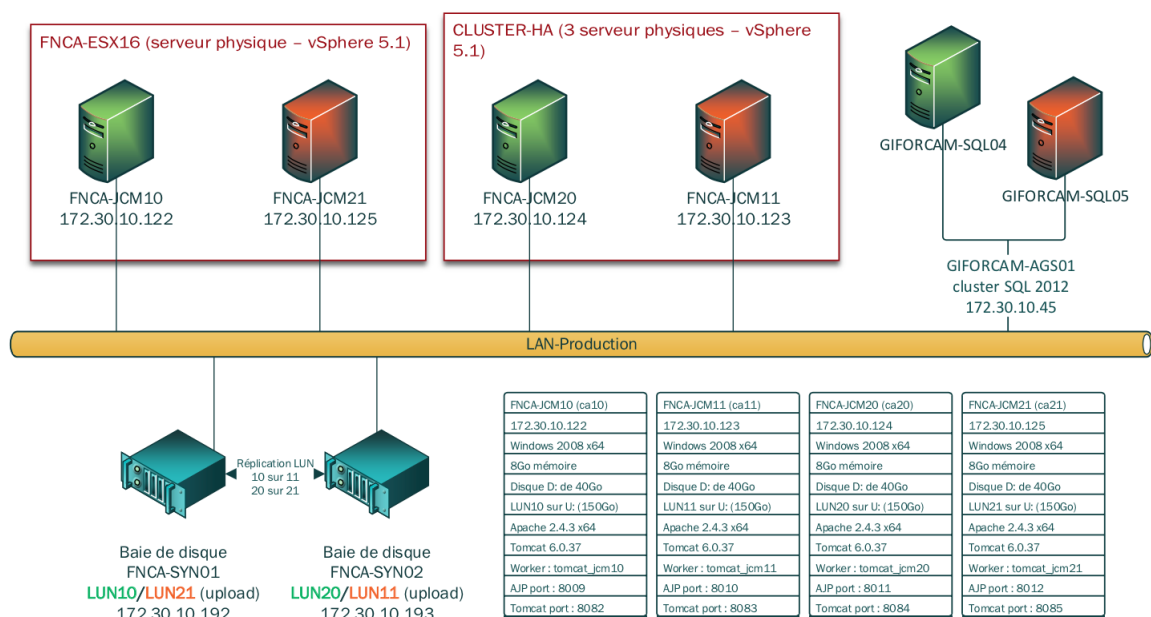 FNCA-ESX16 (serveur physique – vSphere 5.1)
FNCA-JCM10
172.30.10.122
FNCA-JCM21
172.30.10.125
CLUSTER-HA (3 serveur physiques – vSphere
5.1)
FNCA-JCM20
172.30.10.124
FNCA-JCM11
172.30.10.123
GIFORCAM-SQL04
GIFORCAM-SQL05
GIFORCAM-AGS01
cluster SQL 2012
172.30.10.45
LAN-Production
Réplication LUN
10 sur 11
20 sur 21
Baie de disque
FNCA-SYN01
LUN10/LUN21 (upload)
172.30.10.192
Baie de disque
FNCA-SYN02
LUN20/LUN11 (upload)
172.30.10.193
FNCA-JCM10 (ca10)
172.30.10.122
Windows 2008 x64
8Go mémoire
Disque D: de 40Go
LUN10 sur U: (150Go)
Apache 2.4.3 x64
Tomcat 6.0.37
Worker : tomcat_jcm10
AJP port : 8009
Tomcat port : 8082
FNCA-JCM11 (ca11)
172.30.10.123
Windows 2008 x64
8Go mémoire
Disque D: de 40Go
LUN11 sur U: (150Go)
Apache 2.4.3 x64
Tomcat 6.0.37
Worker : tomcat_jcm11
AJP port : 8010
Tomcat port : 8083
FNCA-JCM20 (ca20)
172.30.10.124
Windows 2008 x64
8Go mémoire
Disque D: de 40Go
LUN20 sur U: (150Go)
Apache 2.4.3 x64
Tomcat 6.0.37
Worker : tomcat_jcm20
AJP port : 8011
Tomcat port : 8084
FNCA-JCM21 (ca21)
172.30.10.125
Windows 2008 x64
8Go mémoire
Disque D: de 40Go
LUN21 sur U: (150Go)
Apache 2.4.3 x64
Tomcat 6.0.37
Worker : tomcat_jcm21
AJP port : 8012
Tomcat port : 8085